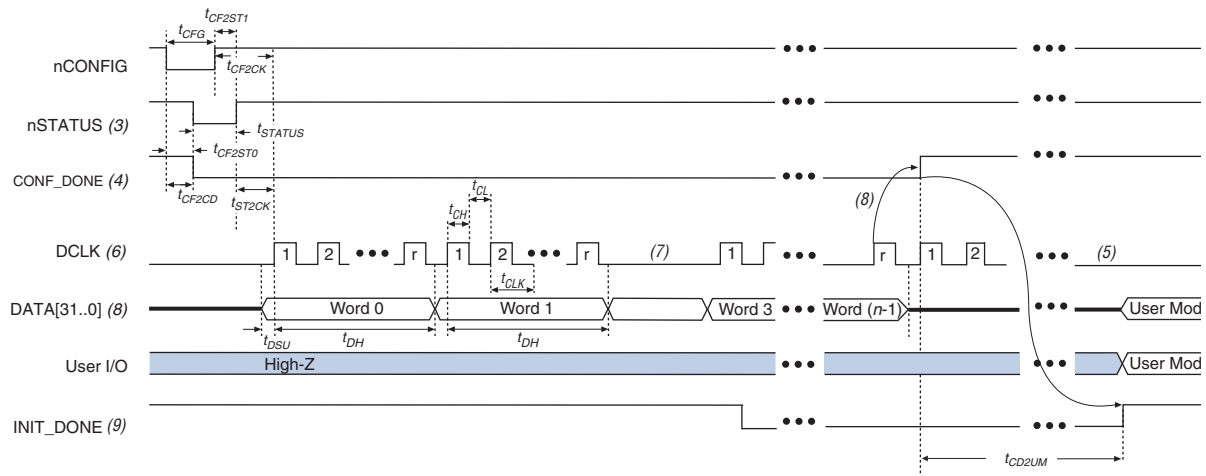 tCF2ST1
tCFG
nCONFIG
tCF2CK
nSTATUS (3)
tSTATUS
tCF2ST0
CONF_DONE (4)
tCF2CD
tST2CK
tCL
tCH
(8)
DCLK (6)
1 2 r 1 2 r (7) 1 r 1 2 (5)
tCLK
DATA[31..0] (8)
Word 0 Word 1 Word 3 Word (n-1) User Mod
tDSU tDH tDH
User I/O
High-Z
User Mod
INIT_DONE (9)
tCD2UM